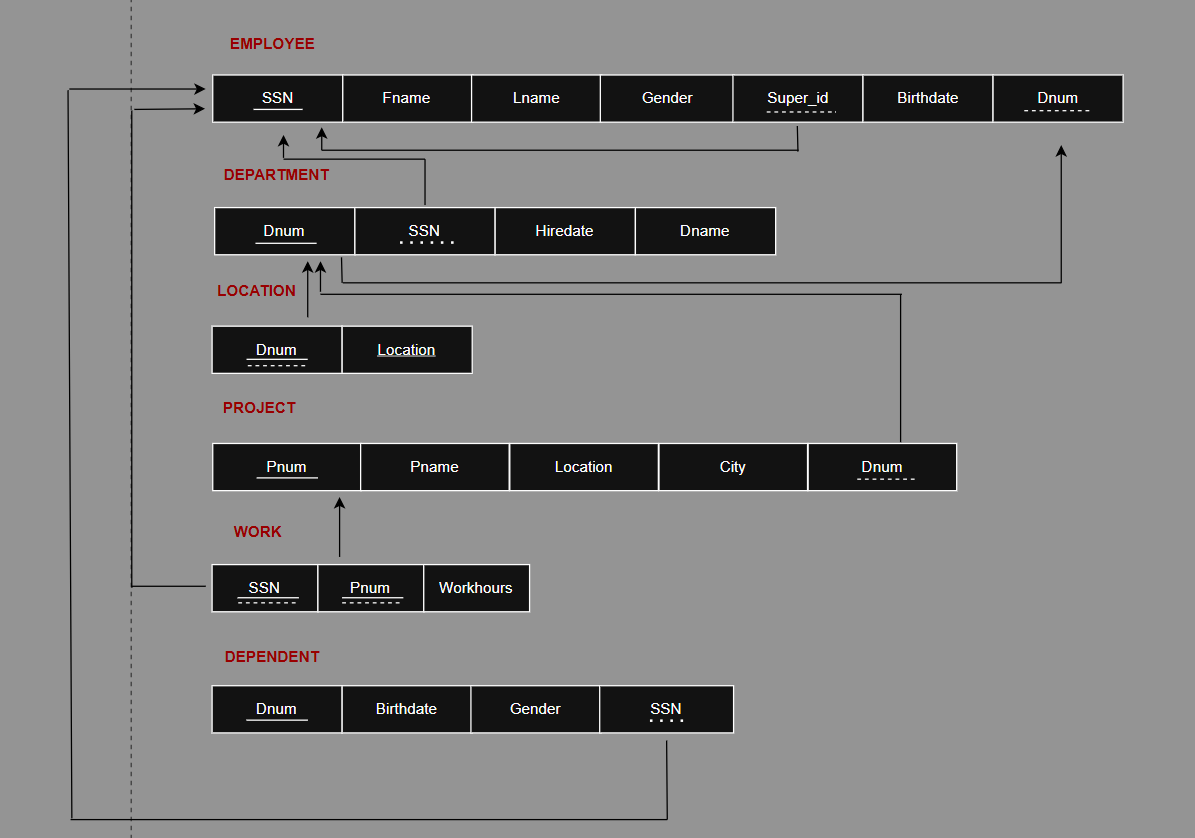 EMPLOYEE
SSN Fname Lname Gender Super_id Birthdate Dnum
DEPARTMENT
Dnum SSN Hiredate Dname
LOCATION
Dnum Location
PROJECT
Pnum Pname Location City Dnum
WORK
SSN Pnum Workhours
DEPENDENT
Dnum Birthdate Gender SSN